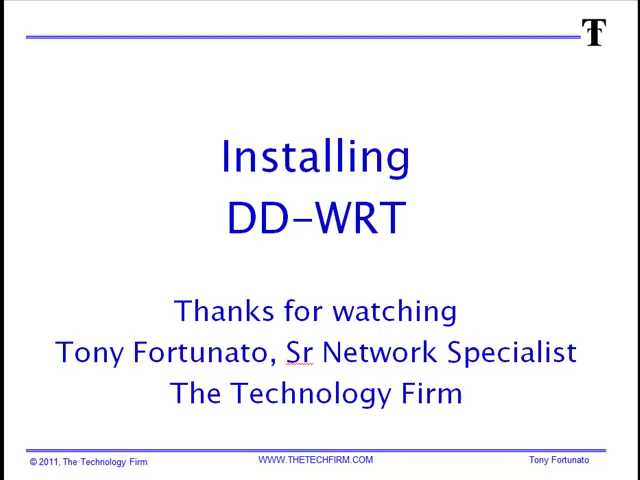 Installing
DD-WRT
Thanks for watching
Tony Fortunato, Sr Network Specialist
The Technology Firm
© 2011, The Technology Firm
WWW.THETECHFIRM.COM
Tony Fortunato